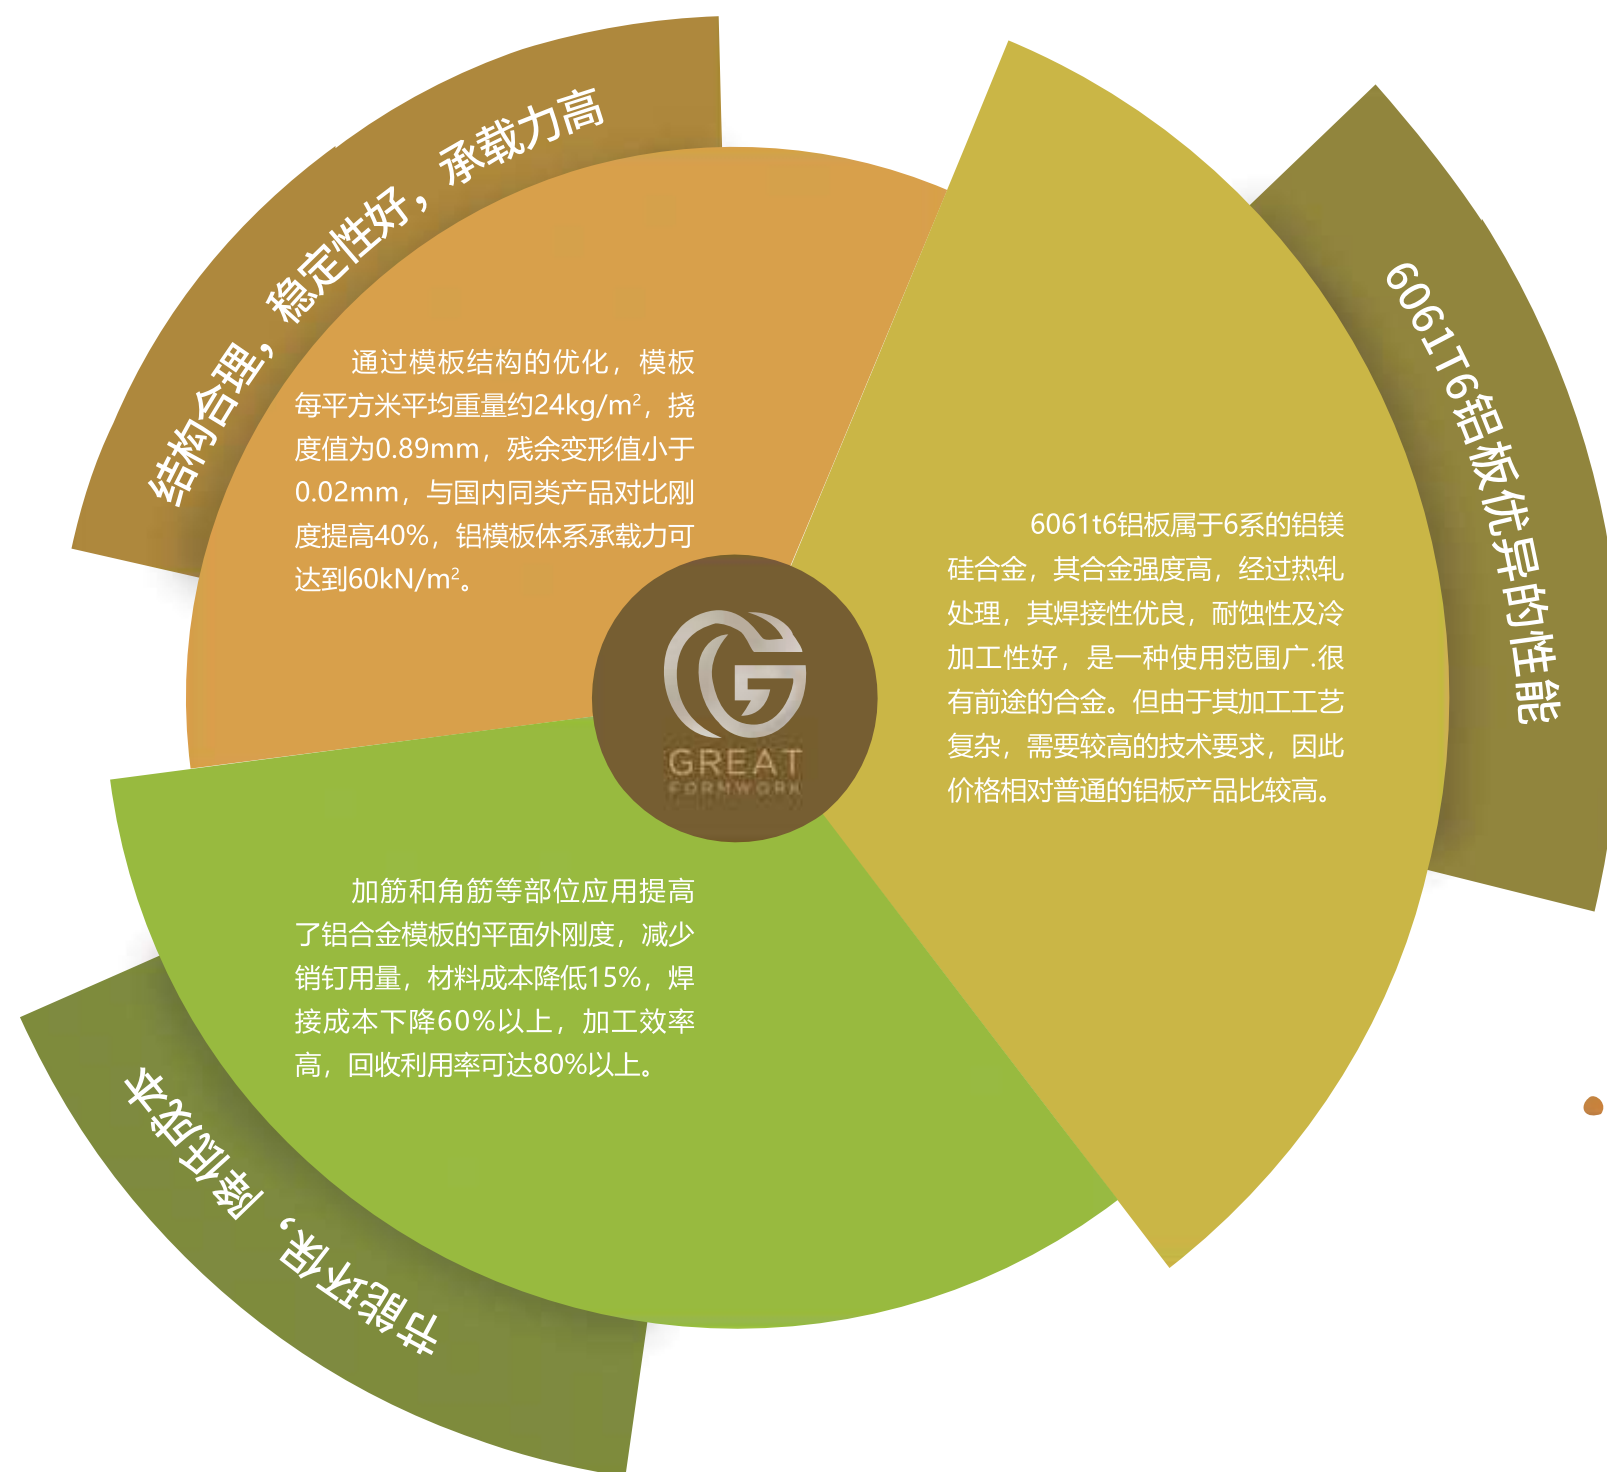 结构合理，稳定性好，承载力高
通过模板结构的优化，模板
每平方米平均重量约24kg/m²，挠
度值为0.89mm，残余变形值小于
0.02mm，与国内同类产品对比刚
度提高40%，铝模板体系承载力可
达到60kN/m²。
6061T6铝板优异的性能
6061t6铝板属于6系的铝镁
硅合金，其合金强度高，经过热轧
处理，其焊接性优良，耐蚀性及冷
加工性好，是一种使用范围广.很
有前途的合金。但由于其加工工艺
复杂，需要较高的技术要求，因此
价格相对普通的铝板产品比较高。
GREAT
FORMWORK
加筋和角筋等部位应用提高
了铝合金模板的平面外刚度，减少
销钉用量，材料成本降低15%，焊
接成本下降60%以上，加工效率
高，回收利用率可达80%以上。
节能环保，降低成本